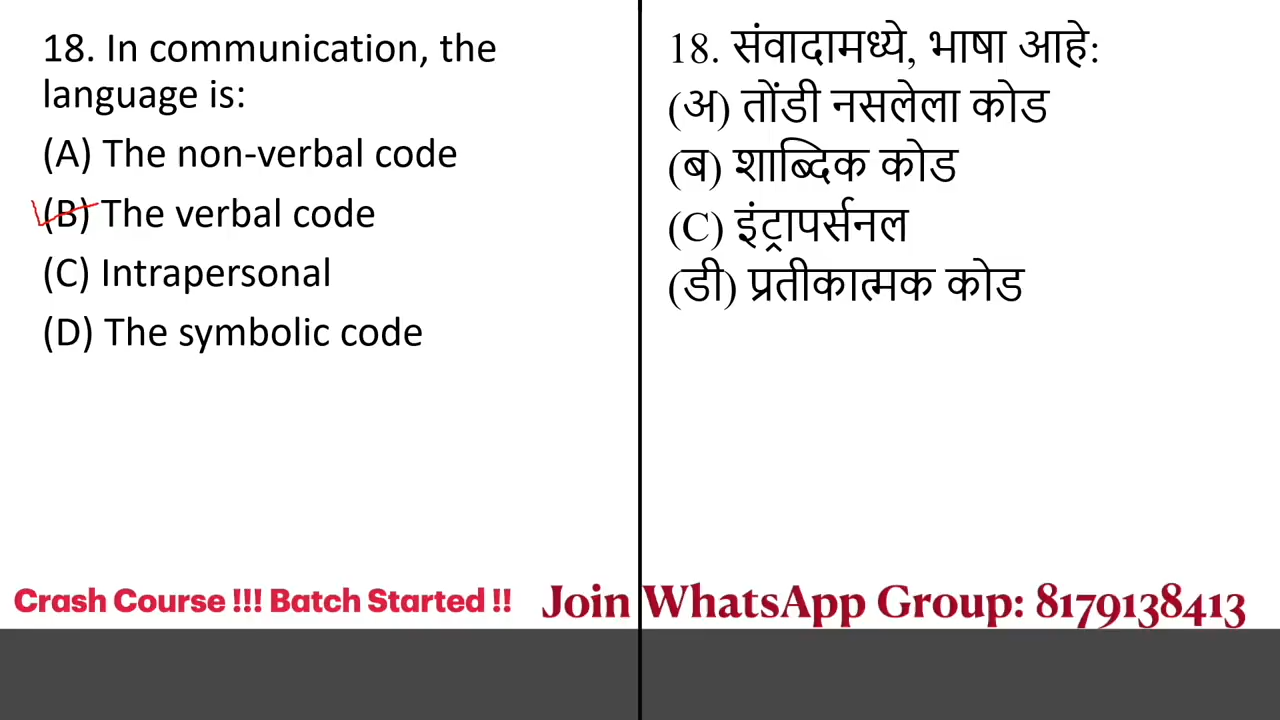 18. In communication, the
language is:
(A) The non-verbal code
(B) The verbal code
(C) Intrapersonal
(D) The symbolic code
18. संवादामध्ये, भाषा आहे:
(अ) तोंडी नसलेला कोड
(ब) शाब्दिक कोड
(C) इंट्रापर्सनल
(डी) प्रतीकात्मक कोड
Crash Course !!! Batch Started !!
Join WhatsApp Group: 8179138413